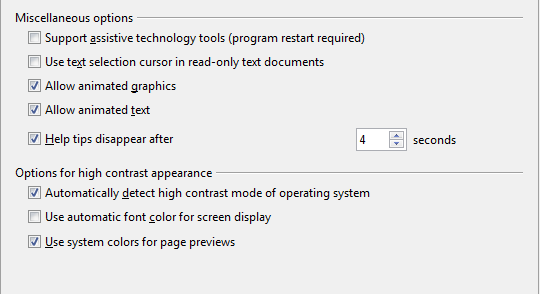 Miscellaneous options
Support assistive technology tools (program restart required)
Use text selection cursor in read-only text documents
Allow animated graphics
Allow animated text
Help tips disappear after 4 seconds
Options for high contrast appearance
Automatically detect high contrast mode of operating system
Use automatic font color for screen display
Use system colors for page previews